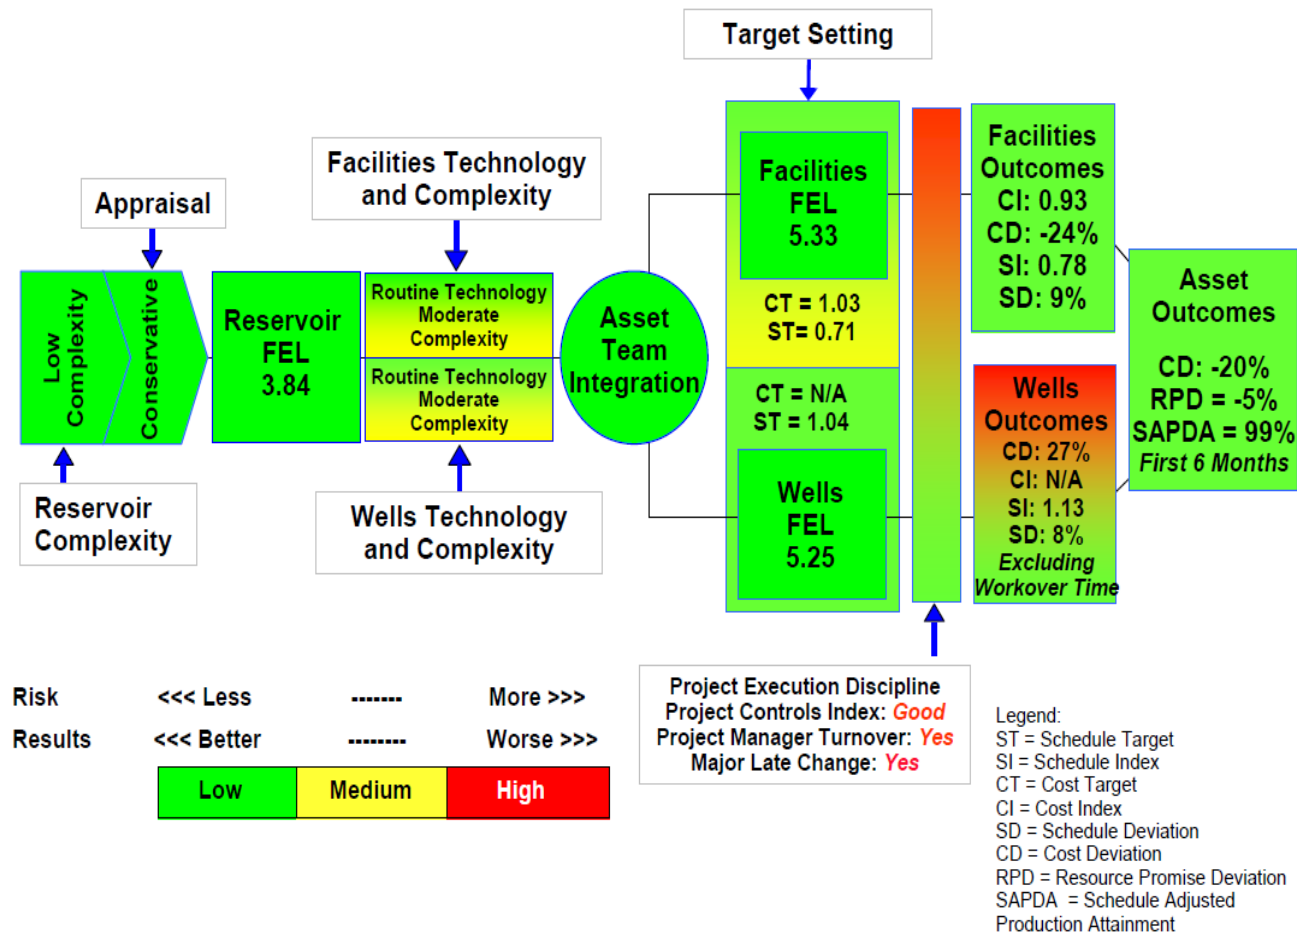 Target Setting
Facilities Technology
and Complexity
Appraisal
Low
Complexity
Conservative
Reservoir
FEL
3.84
Routine Technology
Moderate
Complexity
Routine Technology
Moderate
Complexity
Asset
Team
Integration
Reservoir
Complexity
Wells Technology
and Complexity
Facilities
FEL
5.33
CT = 1.03
ST= 0.71
CT = N/A
ST = 1.04
Wells
FEL
5.25
Facilities
Outcomes
CI: 0.93
CD: -24%
SI: 0.78
SD: 9%
Wells
Outcomes
CD: 27%
CI: N/A
SI: 1.13
SD: 8%
Excluding
Workover Time
Asset
Outcomes
CD: -20%
RPD = -5%
SAPDA = 99%
First 6 Months
Project Execution Discipline
Project Controls Index: Good
Project Manager Turnover: Yes
Major Late Change: Yes
Risk <<< Less ------- More >>>
Results <<< Better -------- Worse >>>
Low Medium High
Legend:
ST = Schedule Target
SI = Schedule Index
CT = Cost Target
CI = Cost Index
SD = Schedule Deviation
CD = Cost Deviation
RPD = Resource Promise Deviation
SAPDA = Schedule Adjusted
Production Attainment